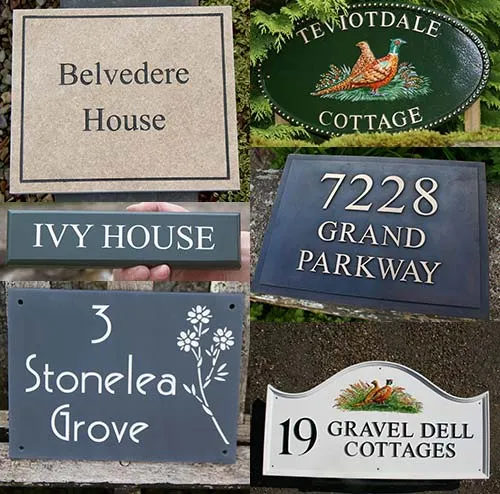 Belvedere
House
TEVIOTDALE
COTTAGE
7228
GRAND
PARKWAY
IVY HOUSE
3
Stonelea
Grove
19 GRAVEL DELL
COTTAGES